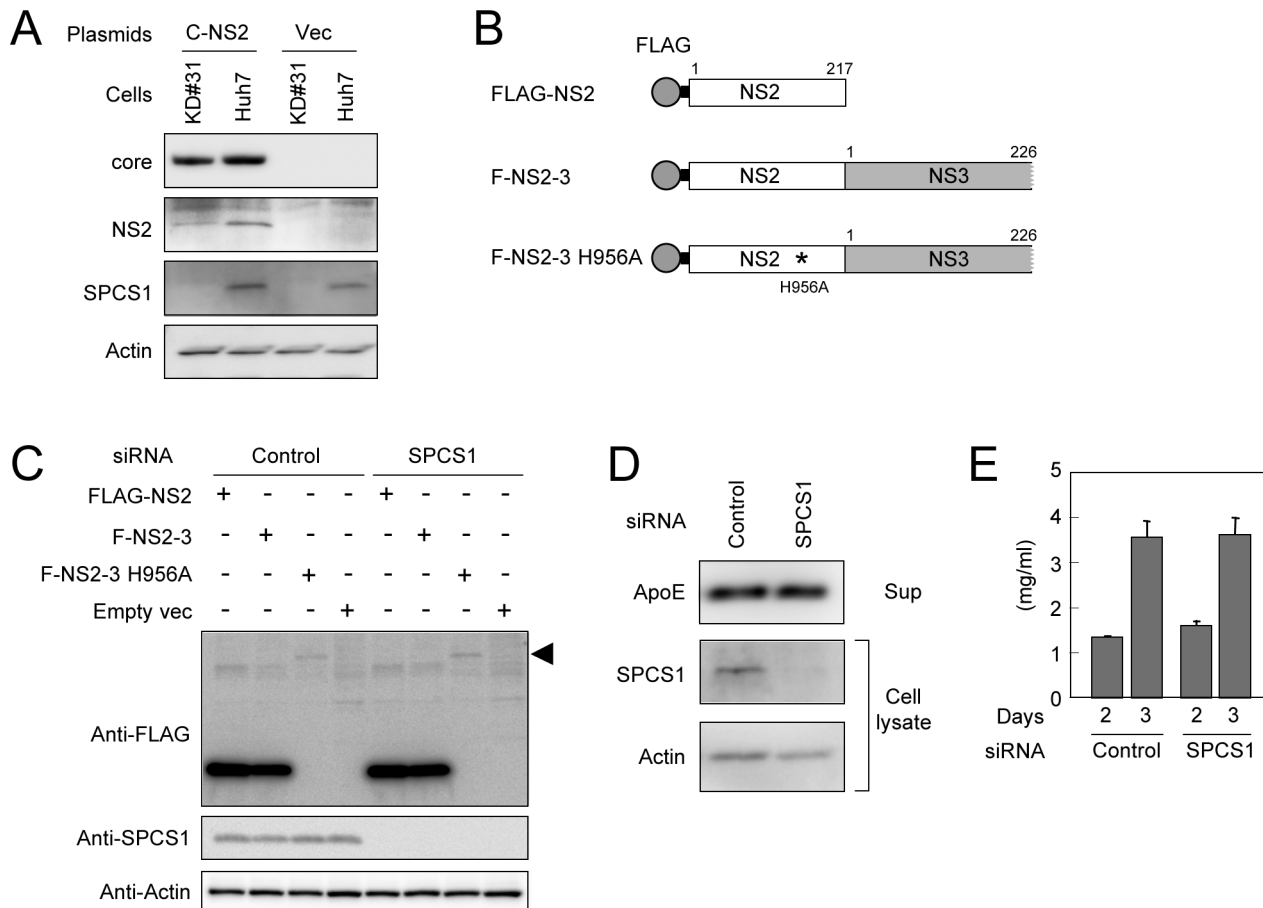 A
Plasmids C-NS2 Vec
Cells KD#31 Huh7 KD#31 Huh7
core
NS2
SPCS1
Actin
B
FLAG
1 217
FLAG-NS2 NS2
1 226
F-NS2-3 NS2 NS3
1 226
F-NS2-3 H956A NS2 * NS3
H956A
C
siRNA Control SPCS1
FLAG-NS2 + - - - + - - -
F-NS2-3 - + - - - + - -
F-NS2-3 H956A - - + - - - + -
Empty vec - - - + - - - +
Anti-FLAG
Anti-SPCS1
Anti-Actin
D
siRNA Control SPCS1
ApoE Sup
SPCS1
Cell
lysate
Actin
E
(mg/ml)
5
4
3
2
1
0
Days 2 3 2 3
siRNA Control SPCS1